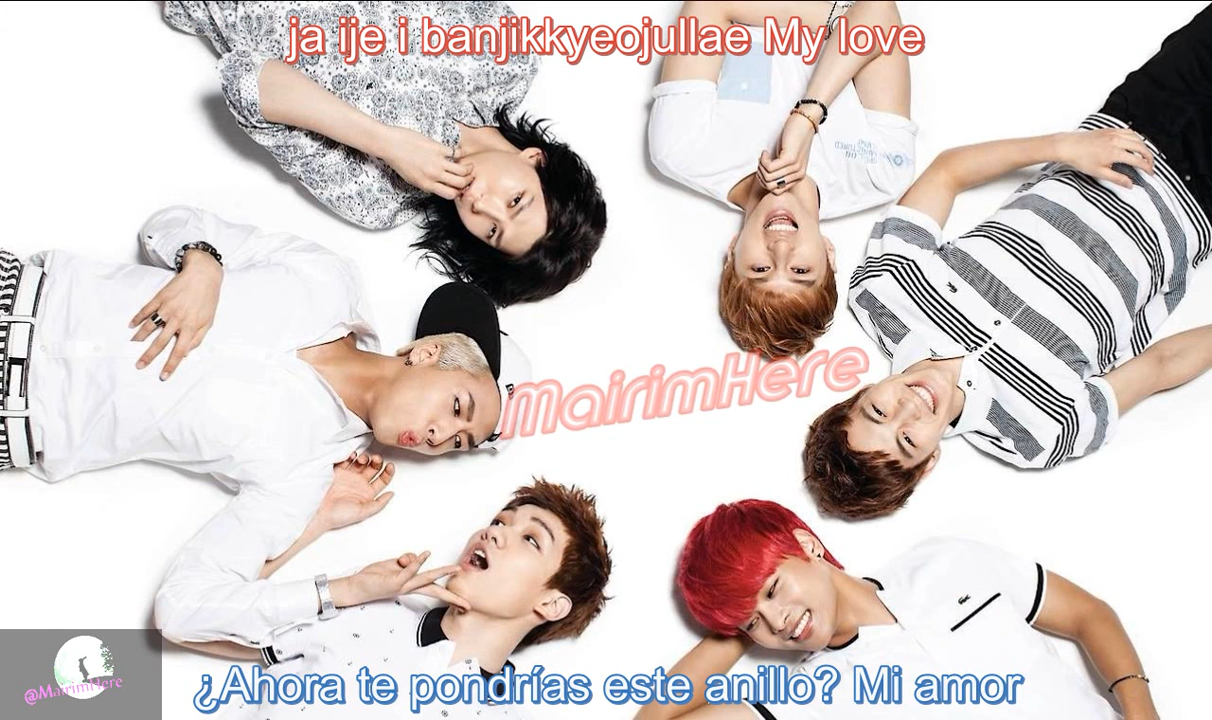 ja ije i banjikkyeojullae My love
MairimHere
@MairimHere
¿Ahora te pondrías este anillo? Mi amor